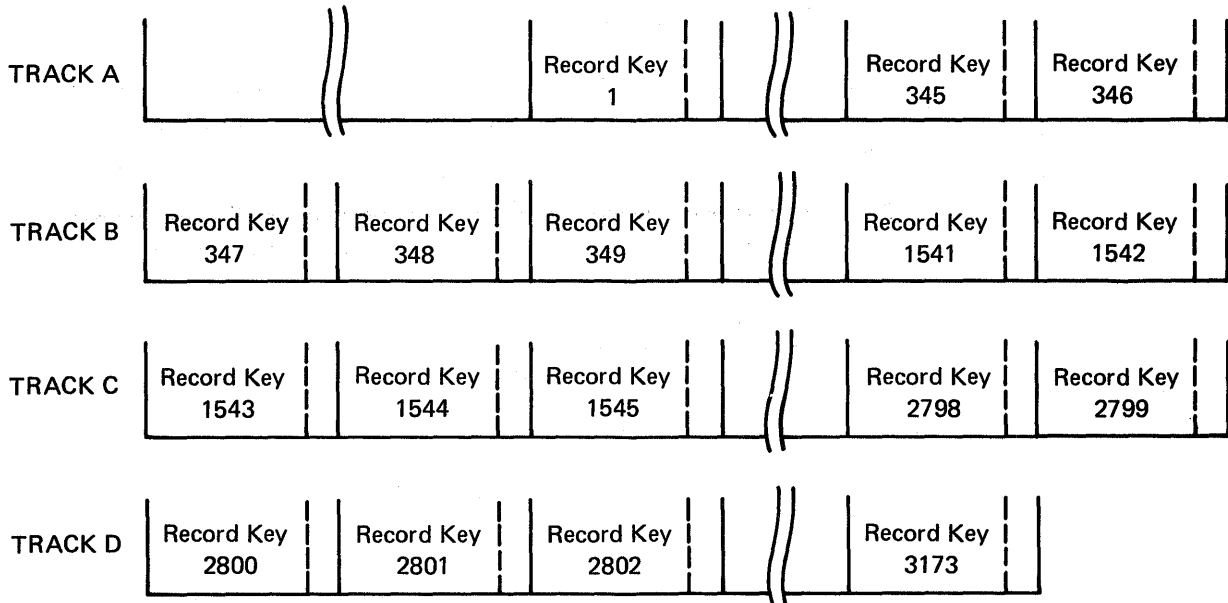 TRACK A
Record Key
1
Record Key
345
Record Key
346
TRACK B
Record Key
347
Record Key
348
Record Key
349
Record Key
1541
Record Key
1542
TRACK C
Record Key
1543
Record Key
1544
Record Key
1545
Record Key
2798
Record Key
2799
TRACK D
Record Key
2800
Record Key
2801
Record Key
2802
Record Key
3173